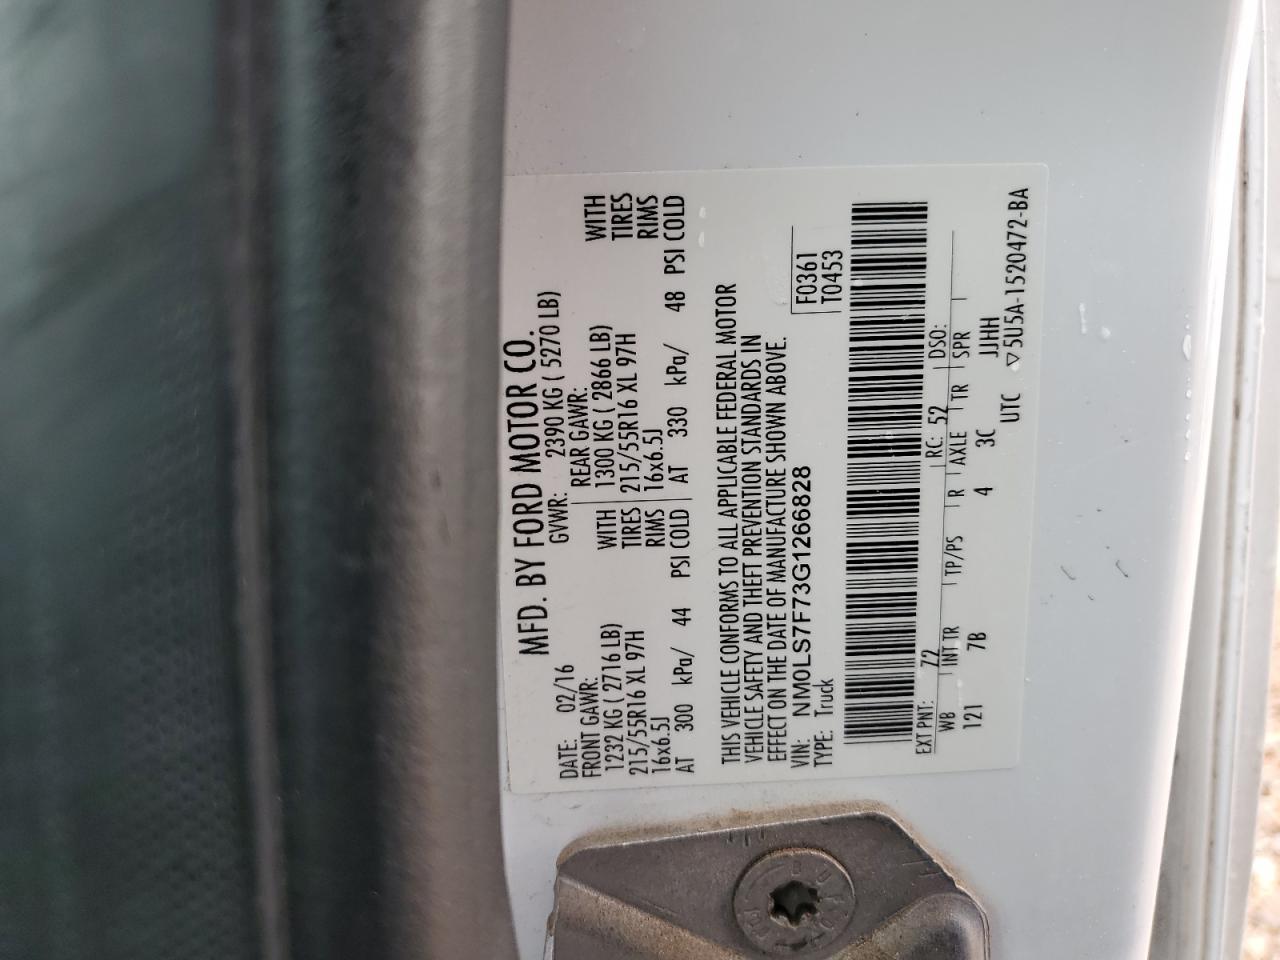 MFD. BY FORD MOTOR CO.
DATE: 02/16 GVWR: 2390 KG ( 5270 LB)
FRONT GAWR: REAR GAWR:
1232 KG ( 2716 LB) WITH 1300 KG ( 2866 LB) WITH
215/55R16 XL 97H TIRES 215/55R16 XL 97H TIRES
16x6.5J RIMS 16x6.5J RIMS
AT 300 kPa/ 44 PSI COLD AT 330 kPa/ 48 PSI COLD
THIS VEHICLE CONFORMS TO ALL APPLICABLE FEDERAL MOTOR
VEHICLE SAFETY AND THEFT PREVENTION STANDARDS IN
EFFECT ON THE DATE OF MANUFACTURE SHOWN ABOVE.
VIN: NM0LS7F73G1266828 F0361
TYPE: Truck T0453
EXT PNT: 72 RC: 52 DSO:
WB INT TR TP/PS R AXLE TR SPR
121 7B 4 3C JJHH
UTC ▽5U5A-1520472-BA